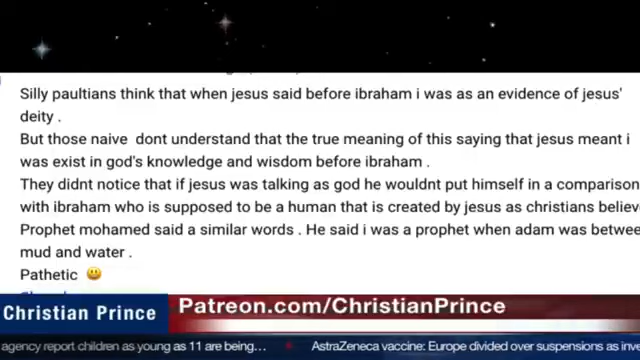 Silly paultians think that when jesus said before ibraham i was as an evidence of jesus'
deity .
But those naive dont understand that the true meaning of this saying that jesus meant i
was exist in god's knowledge and wisdom before ibraham .
They didnt notice that if jesus was talking as god he wouldnt put himself in a comparison
with ibraham who is supposed to be a human that is created by jesus as christians believe
Prophet mohamed said a similar words . He said i was a prophet when adam was betwee
mud and water .
Pathetic 😃
Christian Prince
Patreon.com/ChristianPrince
agency report children as young as 11 are being... AstraZeneca vaccine: Europe divided over suspensions as inve